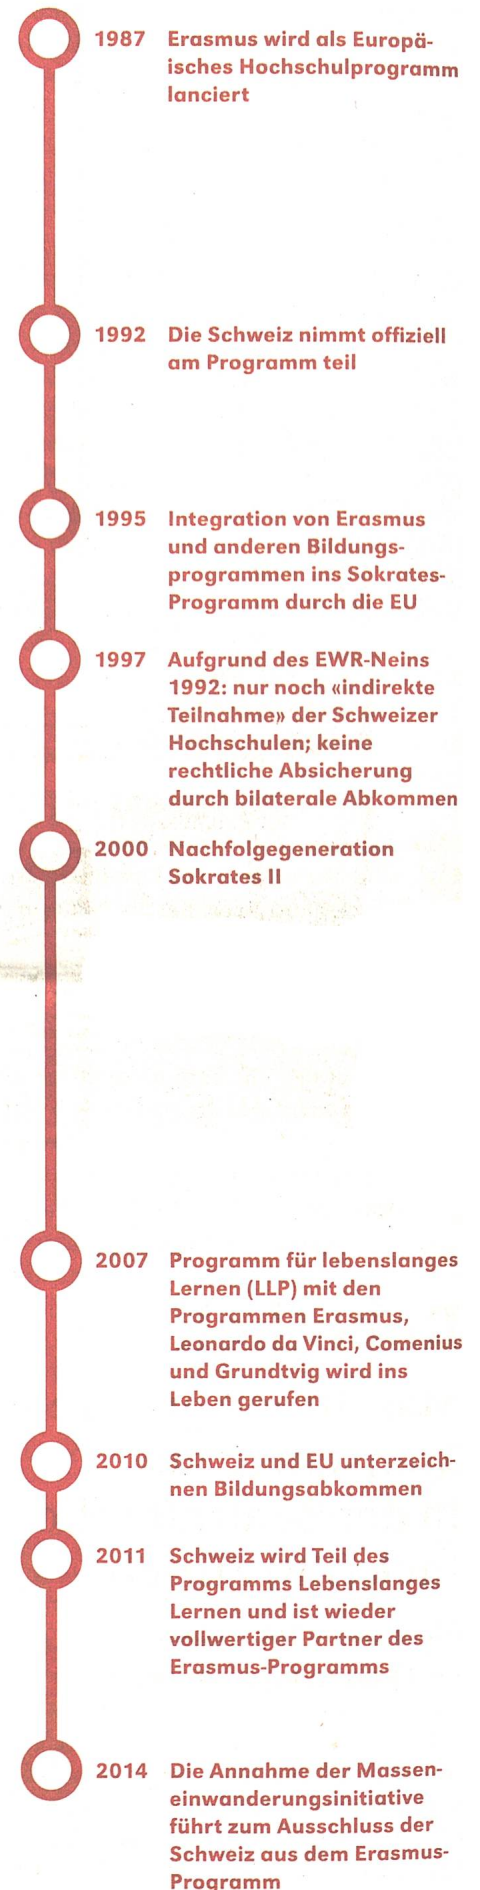 1987 Erasmus wird als Europä-
isches Hochschulprogramm
lanciert
1992 Die Schweiz nimmt offiziell
am Programm teil
1995 Integration von Erasmus
und anderen Bildungs-
programmen ins Sokrates-
Programm durch die EU
1997 Aufgrund des EWR-Neins
1992: nur noch «indirekte
Teilnahme» der Schweizer
Hochschulen; keine
rechtliche Absicherung
durch bilaterale Abkommen
2000 Nachfolgegeneration
Sokrates II
2007 Programm für lebenslanges
Lernen (LLP) mit den
Programmen Erasmus,
Leonardo da Vinci, Comenius
und Grundtvig wird ins
Leben gerufen
2010 Schweiz und EU unterzeich-
nen Bildungsabkommen
2011 Schweiz wird Teil des
Programms Lebenslanges
Lernen und ist wieder
vollwertiger Partner des
Erasmus-Programms
2014 Die Annahme der Massen-
einwanderungsinitiative
führt zum Ausschluss der
Schweiz aus dem Erasmus-
Programm